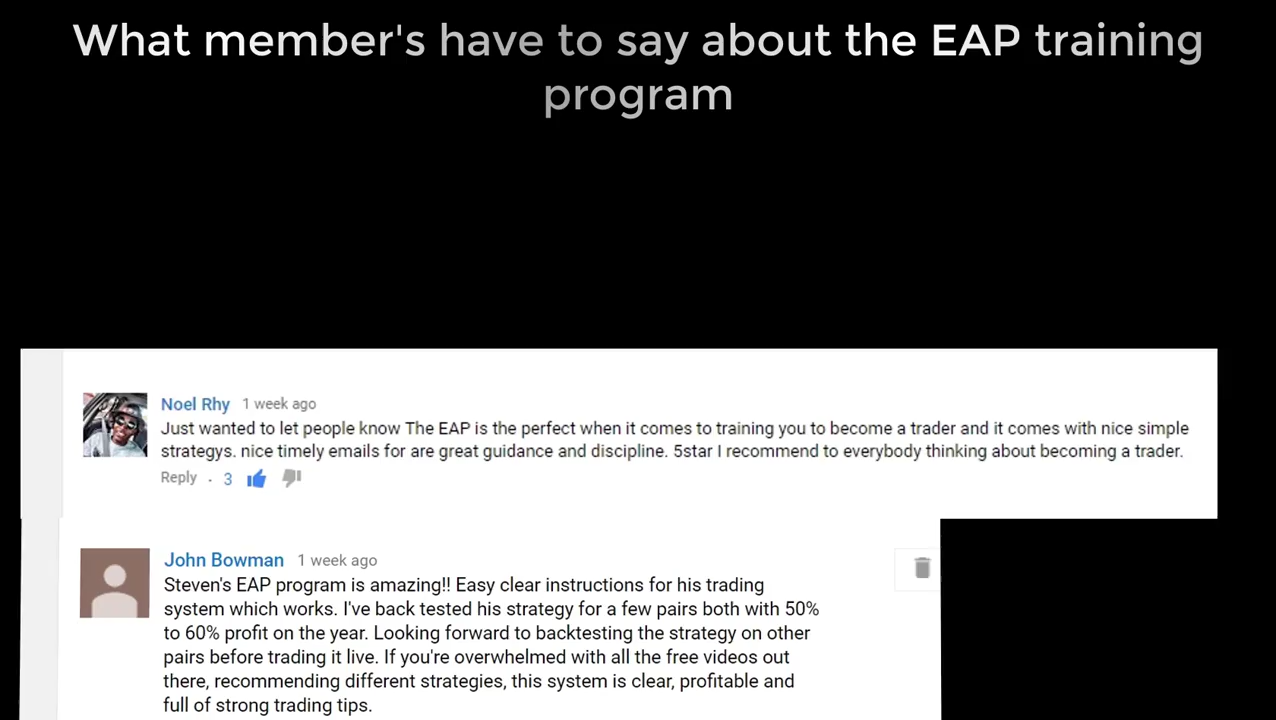 What member's have to say about the EAP training
program
Noel Rhy 1 week ago
Just wanted to let people know The EAP is the perfect when it comes to training you to become a trader and it comes with nice simple
strategys. nice timely emails for are great guidance and discipline. 5star I recommend to everybody thinking about becoming a trader.
Reply · 3
John Bowman 1 week ago
Steven's EAP program is amazing!! Easy clear instructions for his trading
system which works. I've back tested his strategy for a few pairs both with 50%
to 60% profit on the year. Looking forward to backtesting the strategy on other
pairs before trading it live. If you're overwhelmed with all the free videos out
there, recommending different strategies, this system is clear, profitable and
full of strong trading tips.